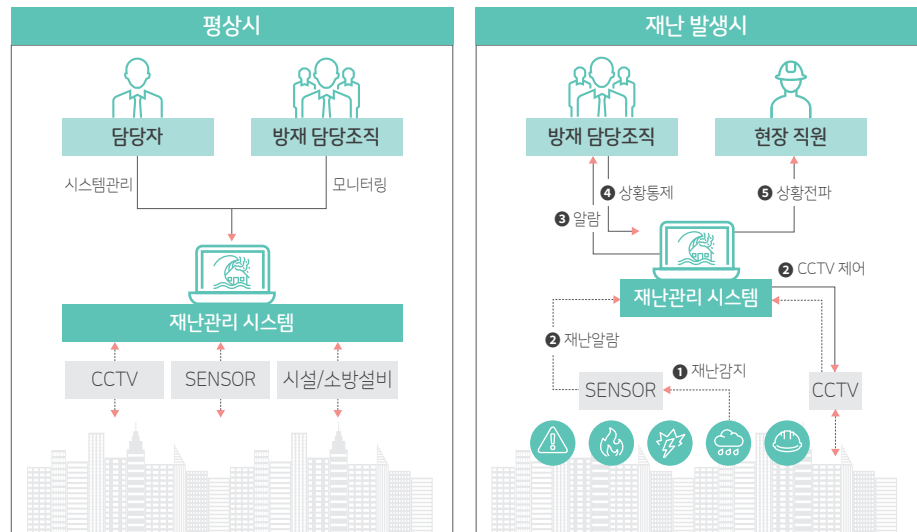 평상시
담당자
방재 담당조직
시스템관리
모니터링
재난관리 시스템
CCTV
SENSOR
시설/소방설비
재난 발생시
방재 담당조직
현장 직원
❹ 상황통제
❺ 상황전파
❸ 알람
❷ CCTV 제어
재난관리 시스템
❷ 재난알람
❶ 재난감지
SENSOR
CCTV